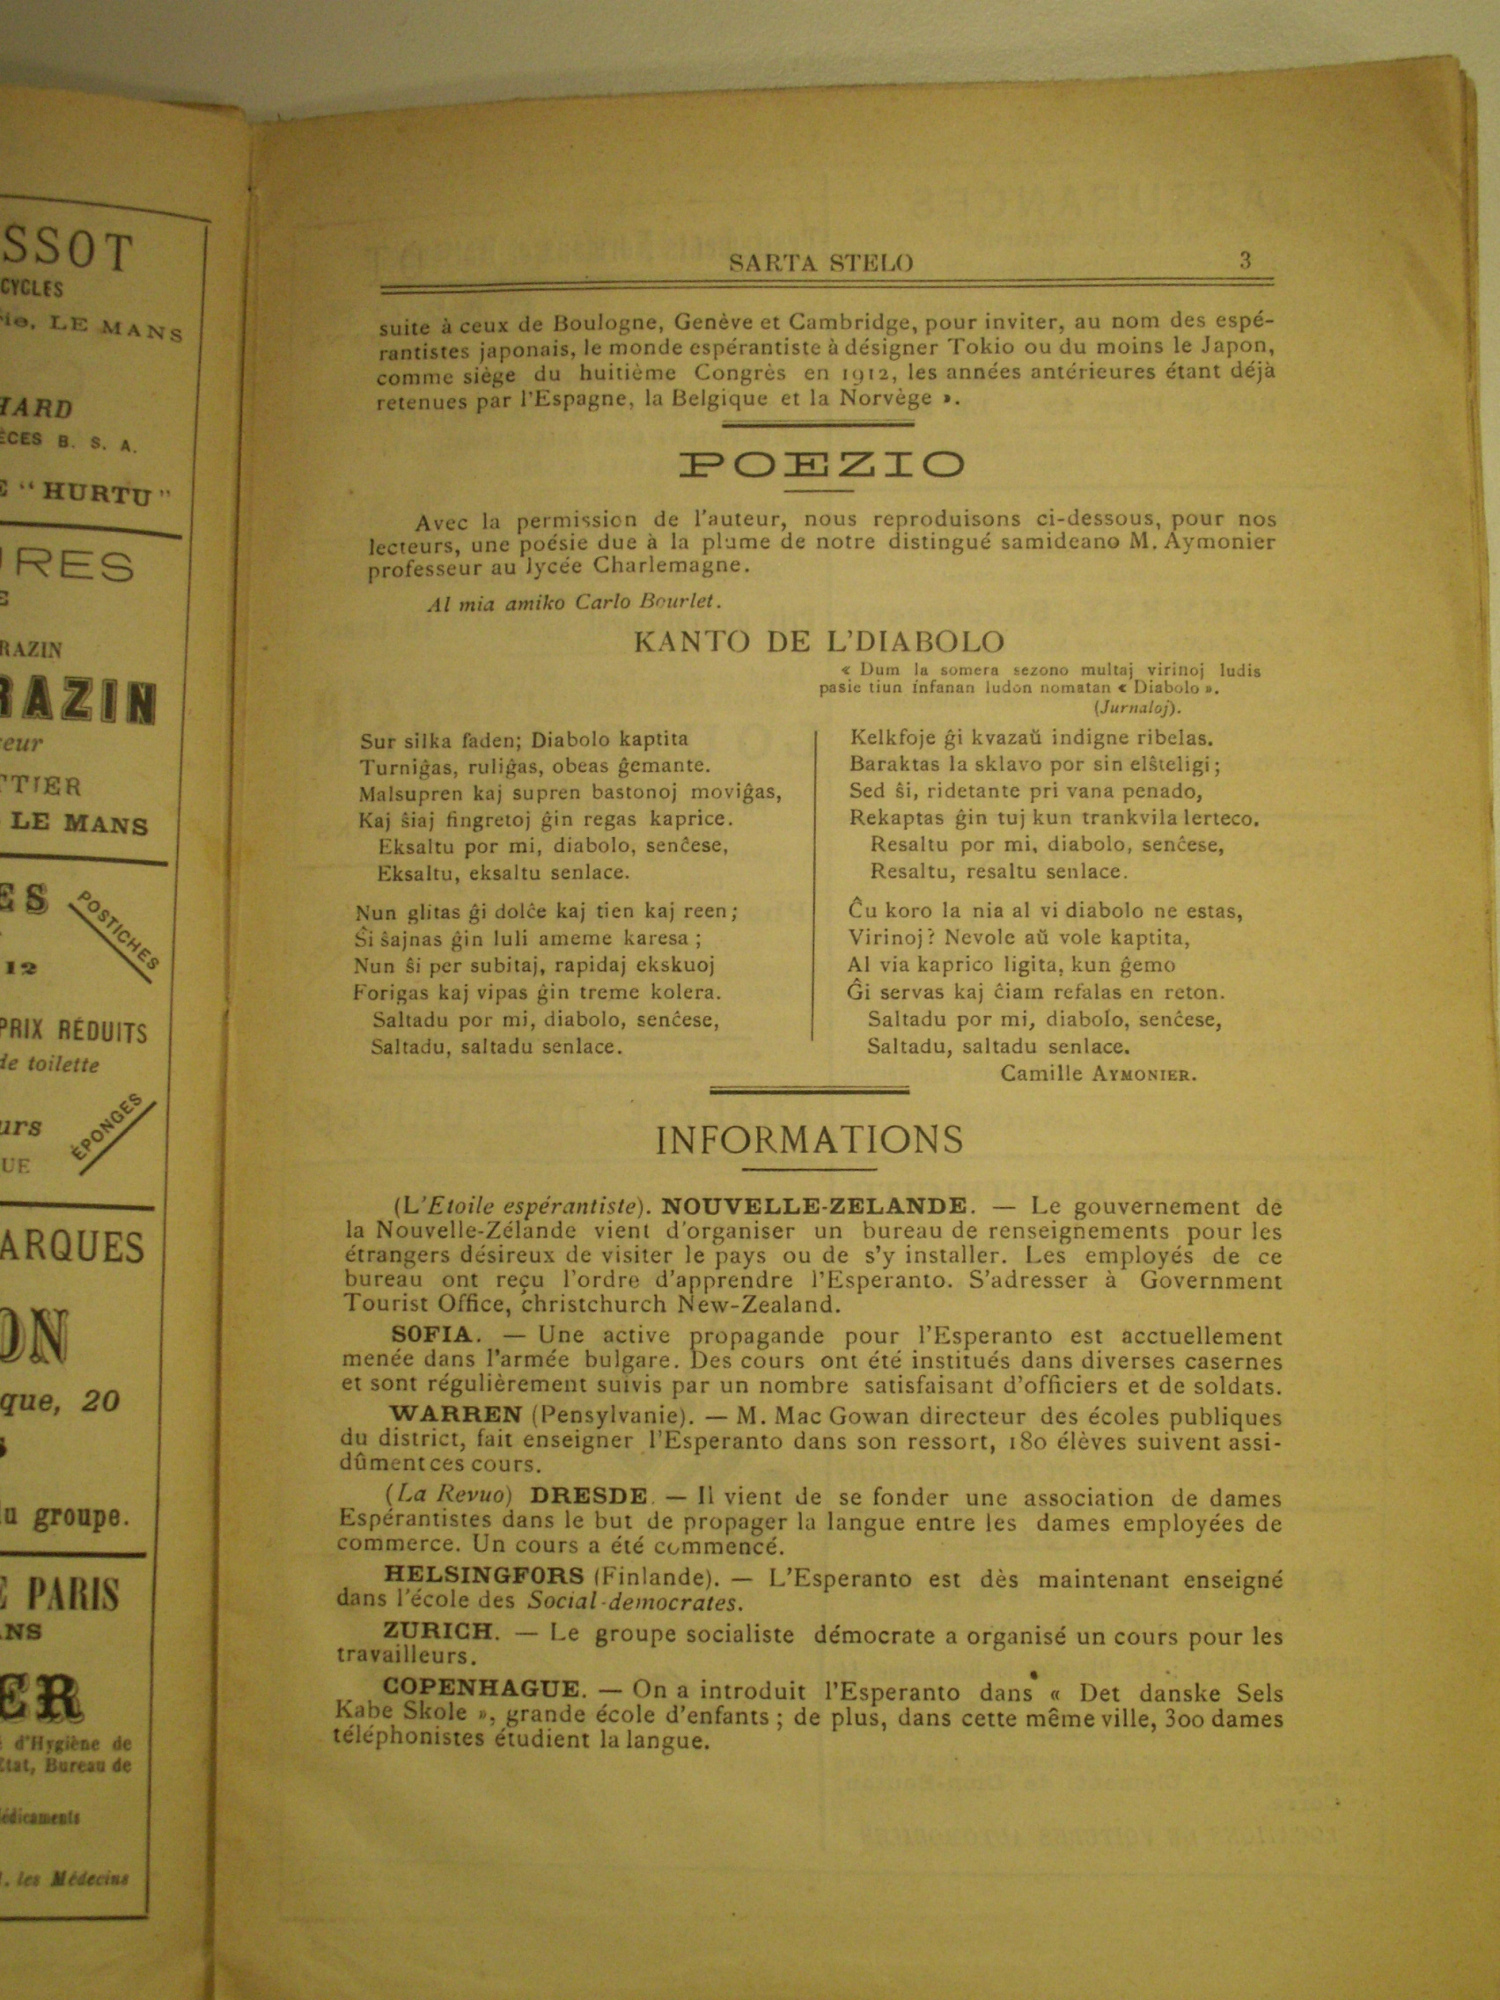 SSOT
CYCLES
LE MANS
HARD
B. S. A.
"HURTU"
RAZIN
LE MANS
POSTICHES
12
PRIX RÉDUITS
de toilette
ÉPONGES
que, 20
groupe.
PARIS
d'Hygiène de
Bureau de
les Médecins
SARTA STELO 3
suite à ceux de Boulogne, Genève et Cambridge, pour inviter, au nom des espé-
rantistes japonais, le monde espérantiste à désigner Tokio ou du moins le Japon,
comme siège du huitième Congrès en 1912, les années antérieures étant déjà
retenues par l'Espagne, la Belgique et la Norvège ».
POEZIO
Avec la permission de l'auteur, nous reproduisons ci-dessous, pour nos
lecteurs, une poésie due à la plume de notre distingué samideano M. Aymonier
professeur au lycée Charlemagne.
Al mia amiko Carlo Bourlet.
KANTO DE L'DIABOLO
« Dum la somera sezono multaj virinoj ludis
pasie tiun infanan ludon nomatan « Diabolo ».
(Jurnaloj).
Sur silka faden; Diabolo kaptita
Turniĝas, ruliĝas, obeas ĝemante.
Malsupren kaj supren bastonoj moviĝas,
Kaj ŝiaj fingretoj ĝin regas kaprice.
Eksaltu por mi, diabolo, senĉese,
Eksaltu, eksaltu senlace.
Nun glitas ĝi dolĉe kaj tien kaj reen;
Ŝi ŝajnas ĝin luli ameme karesa;
Nun ŝi per subitaj, rapidaj ekskuoj
Forigas kaj vipas ĝin treme kolera.
Saltadu por mi, diabolo, senĉese,
Saltadu, saltadu senlace.
Kelkfoje ĝi kvazaŭ indigne ribelas.
Baraktas la sklavo por sin elŝteligi;
Sed ŝi, ridetante pri vana penado,
Rekaptas ĝin tuj kun trankvila lerteco.
Resaltu por mi, diabolo, senĉese,
Resaltu, resaltu senlace.
Ĉu koro la nia al vi diabolo ne estas,
Virinoj? Nevole aŭ vole kaptita,
Al via kaprico ligita, kun ĝemo
Ĝi servas kaj ĉiam refalas en reton.
Saltadu por mi, diabolo, senĉese,
Saltadu, saltadu senlace.
Camille AYMONIER.
INFORMATIONS
(L'Etoile espérantiste). NOUVELLE-ZELANDE. — Le gouvernement de
la Nouvelle-Zélande vient d'organiser un bureau de renseignements pour les
étrangers désireux de visiter le pays ou de s'y installer. Les employés de ce
bureau ont reçu l'ordre d'apprendre l'Esperanto. S'adresser à Government
Tourist Office, christchurch New-Zealand.
SOFIA. — Une active propagande pour l'Esperanto est acctuellement
menée dans l'armée bulgare. Des cours ont été institués dans diverses casernes
et sont régulièrement suivis par un nombre satisfaisant d'officiers et de soldats.
WARREN (Pensylvanie). — M. Mac Gowan directeur des écoles publiques
du district, fait enseigner l'Esperanto dans son ressort, 180 élèves suivent assi-
dûment ces cours.
(La Revuo) DRESDE. — Il vient de se fonder une association de dames
Espérantistes dans le but de propager la langue entre les dames employées de
commerce. Un cours a été commencé.
HELSINGFORS (Finlande). — L'Esperanto est dès maintenant enseigné
dans l'école des Social-democrates.
ZURICH. — Le groupe socialiste démocrate a organisé un cours pour les
travailleurs.
COPENHAGUE. — On a introduit l'Esperanto dans « Det danske Sels
Kabe Skole », grande école d'enfants; de plus, dans cette même ville, 300 dames
téléphonistes étudient la langue.